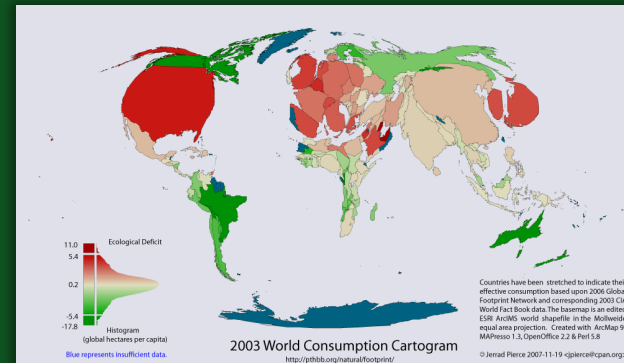 11.0
Ecological Deficit
5.4
0.2
-5.4
-17.8
Histogram
(global hectares per capita)
Blue represents insufficient data.
2003 World Consumption Cartogram
http://pthbb.org/natural/footprint/
Countries have been stretched to indicate their
effective consumption based upon 2006 Global
Footprint Network and corresponding 2003 CIA
World Fact Book data. The basemap is an edited
ESRI ArcIMS world shapefile in the Mollweide
equal area projection. Created with ArcMap 9
MAPresso 1.3, OpenOffice 2.2 & Perl 5.8
© Jerrad Pierce 2007-11-19 <jpierce@cpan.org>